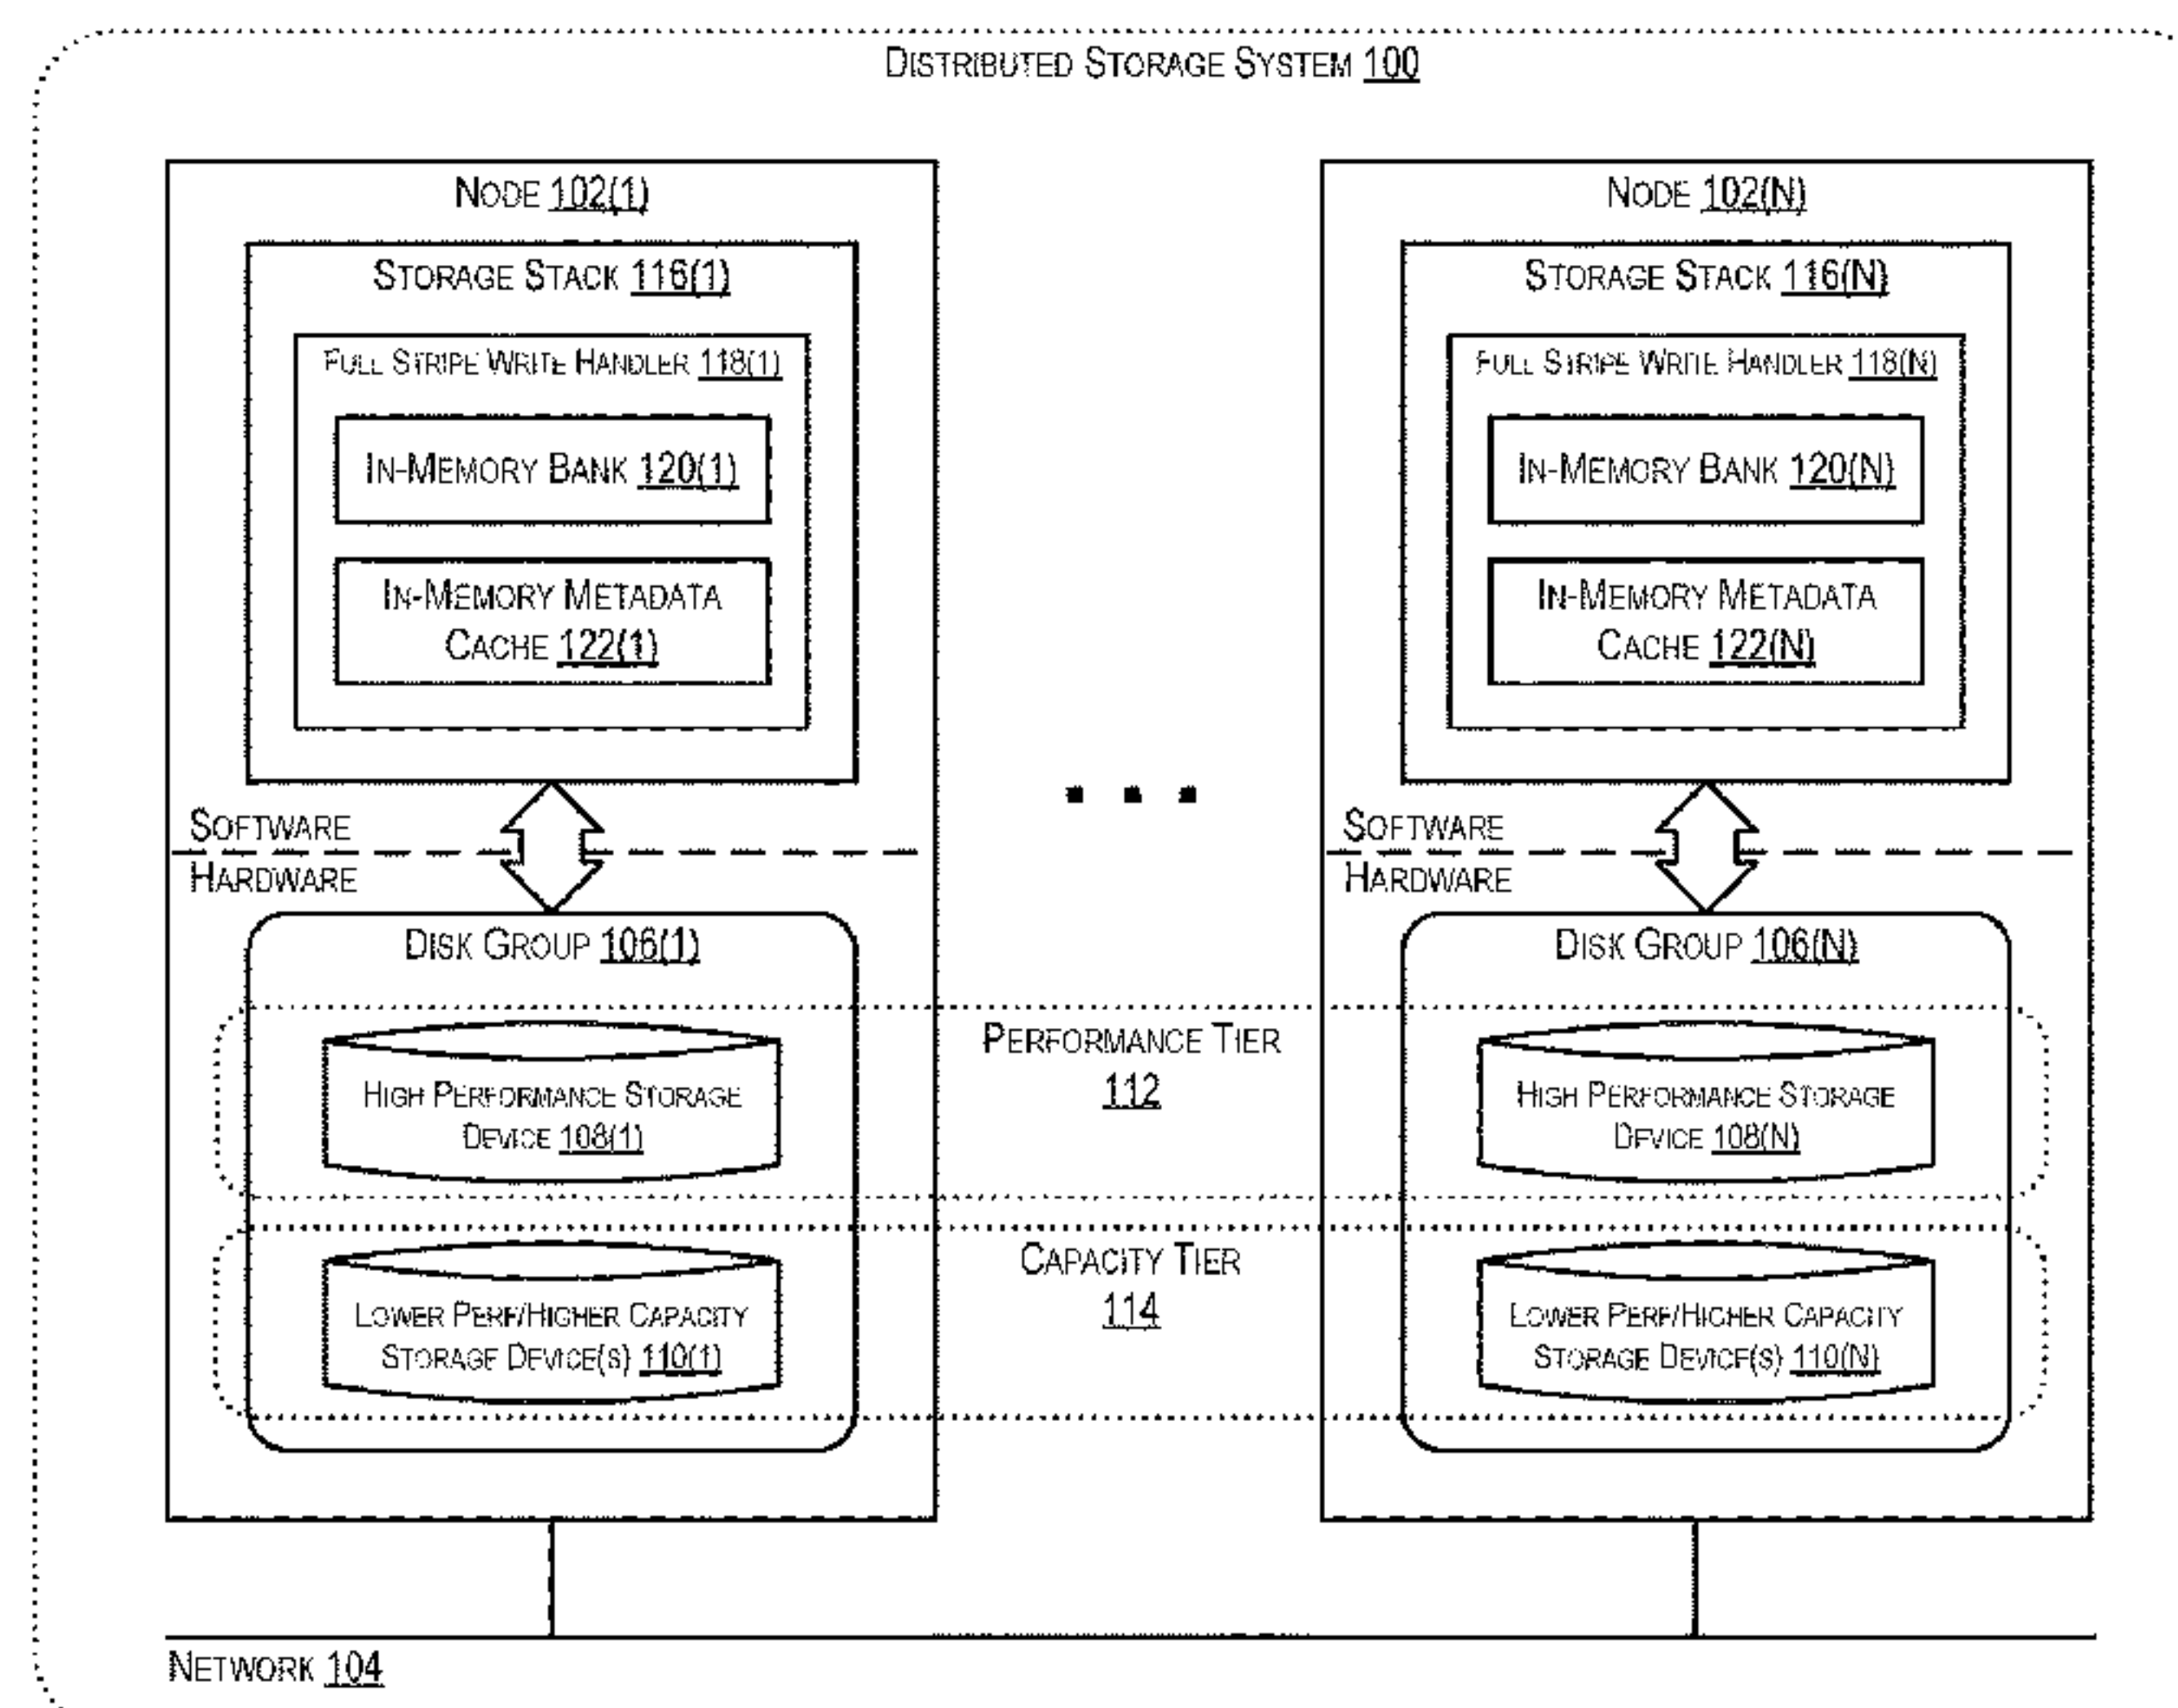 DISTRIBUTED STORAGE SYSTEM 100
NODE 102(1)
STORAGE STACK 116(1)
FULL STRIPE WRITE HANDLER 118(1)
IN-MEMORY BANK 120(1)
IN-MEMORY METADATA
CACHE 122(1)
SOFTWARE
HARDWARE
DISK GROUP 106(1)
HIGH PERFORMANCE STORAGE
DEVICE 108(1)
LOWER PERF/HIGHER CAPACITY
STORAGE DEVICE(S) 110(1)
PERFORMANCE TIER
112
CAPACITY TIER
114
NODE 102(N)
STORAGE STACK 116(N)
FULL STRIPE WRITE HANDLER 118(N)
IN-MEMORY BANK 120(N)
IN-MEMORY METADATA
CACHE 122(N)
SOFTWARE
HARDWARE
DISK GROUP 106(N)
HIGH PERFORMANCE STORAGE
DEVICE 108(N)
LOWER PERF/HIGHER CAPACITY
STORAGE DEVICE(S) 110(N)
NETWORK 104